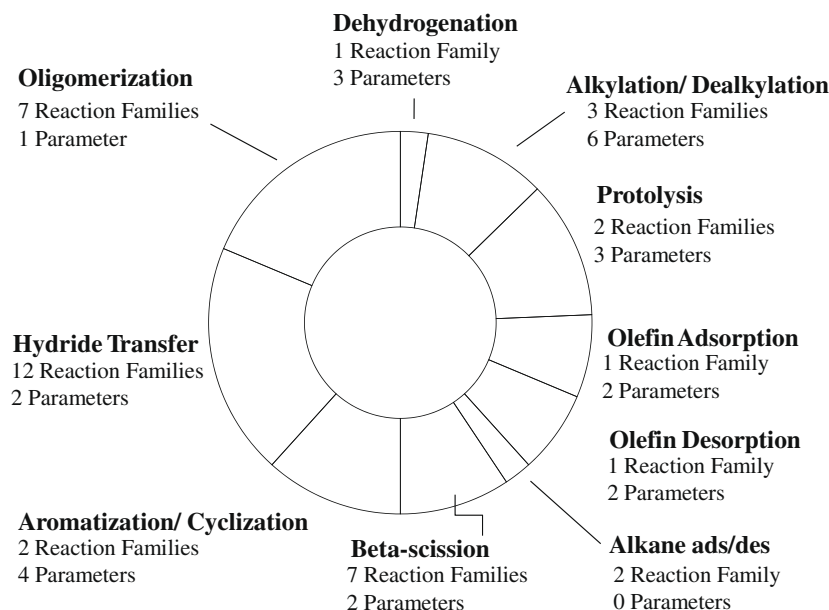 Dehydrogenation
1 Reaction Family
3 Parameters
Alkylation/ Dealkylation
3 Reaction Families
6 Parameters
Protolysis
2 Reaction Families
3 Parameters
Olefin Adsorption
1 Reaction Family
2 Parameters
Olefin Desorption
1 Reaction Family
2 Parameters
Alkane ads/des
2 Reaction Family
0 Parameters
Beta-scission
7 Reaction Families
2 Parameters
Aromatization/ Cyclization
2 Reaction Families
4 Parameters
Hydride Transfer
12 Reaction Families
2 Parameters
Oligomerization
7 Reaction Families
1 Parameter